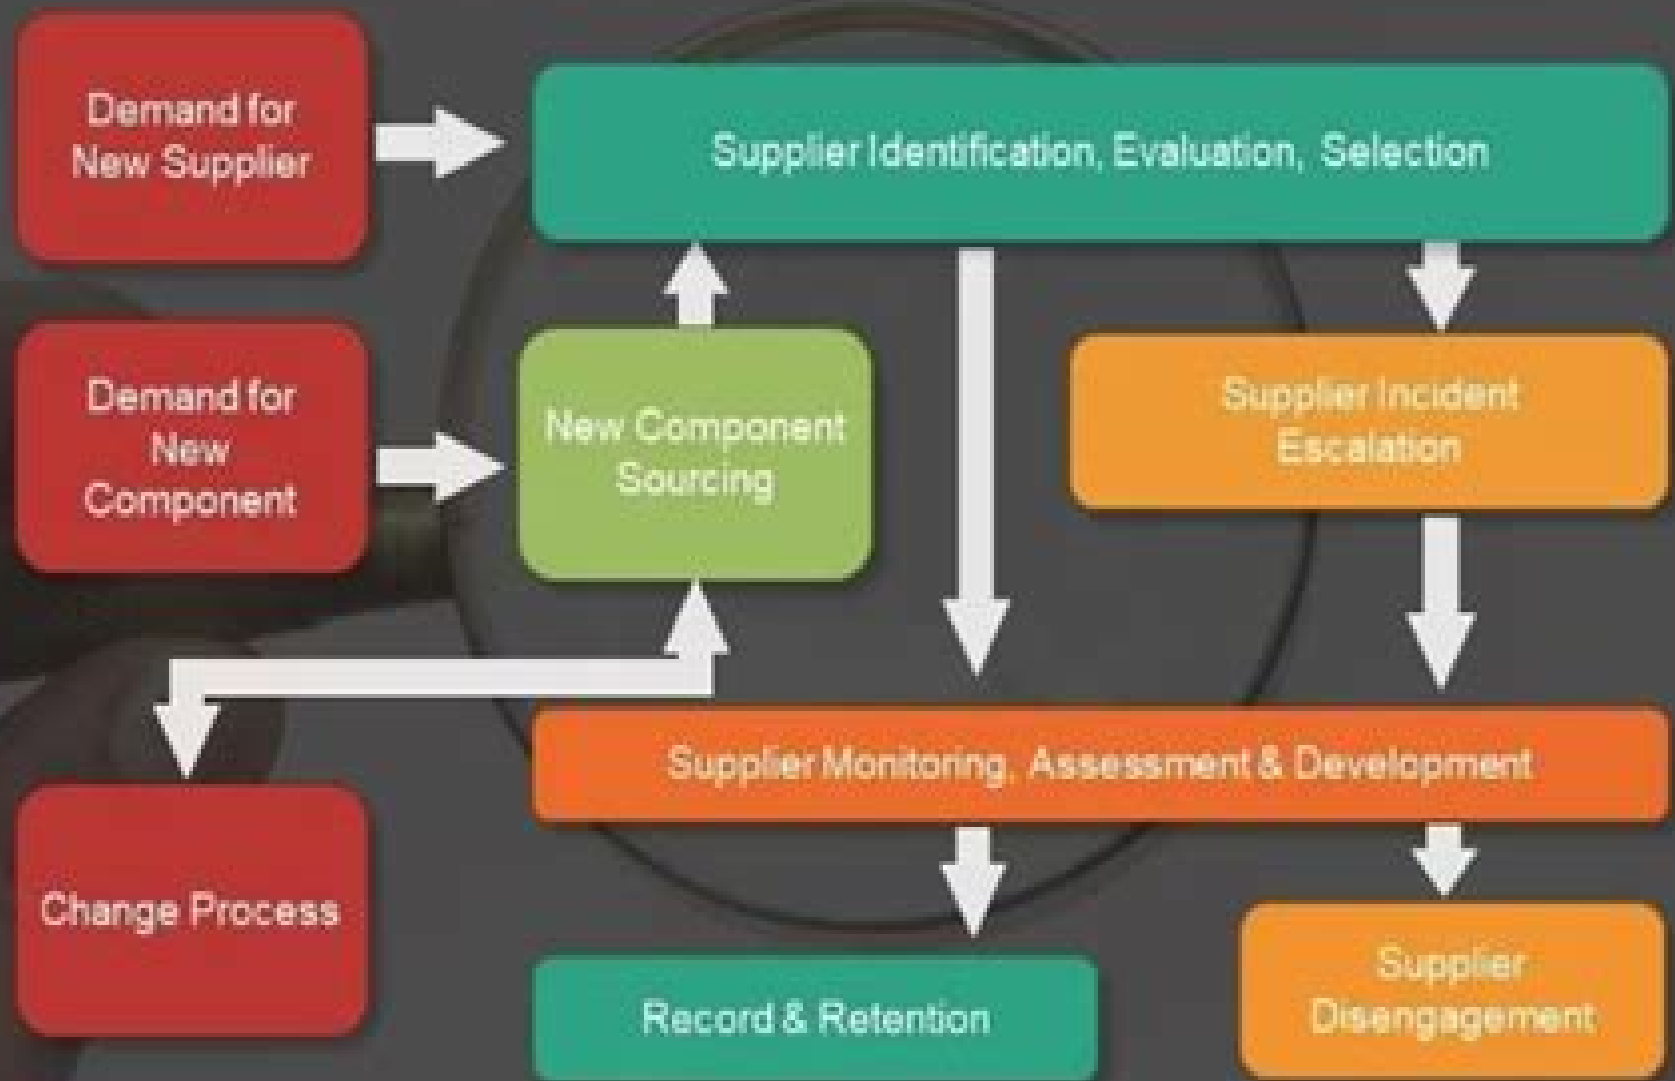 Demand for
New Supplier
Supplier Identification, Evaluation, Selection
Demand for
New
Component
New Component
Sourcing
Supplier Incident
Escalation
Supplier Monitoring, Assessment & Development
Change Process
Record & Retention
Supplier
Disengagement